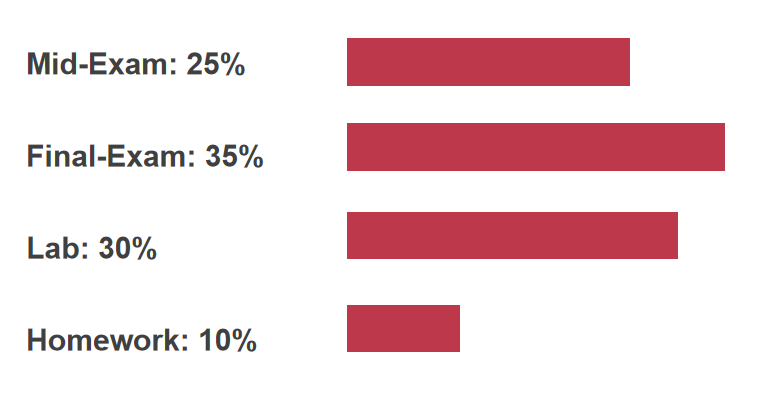 Mid-Exam: 25%
Final-Exam: 35%
Lab: 30%
Homework: 10%